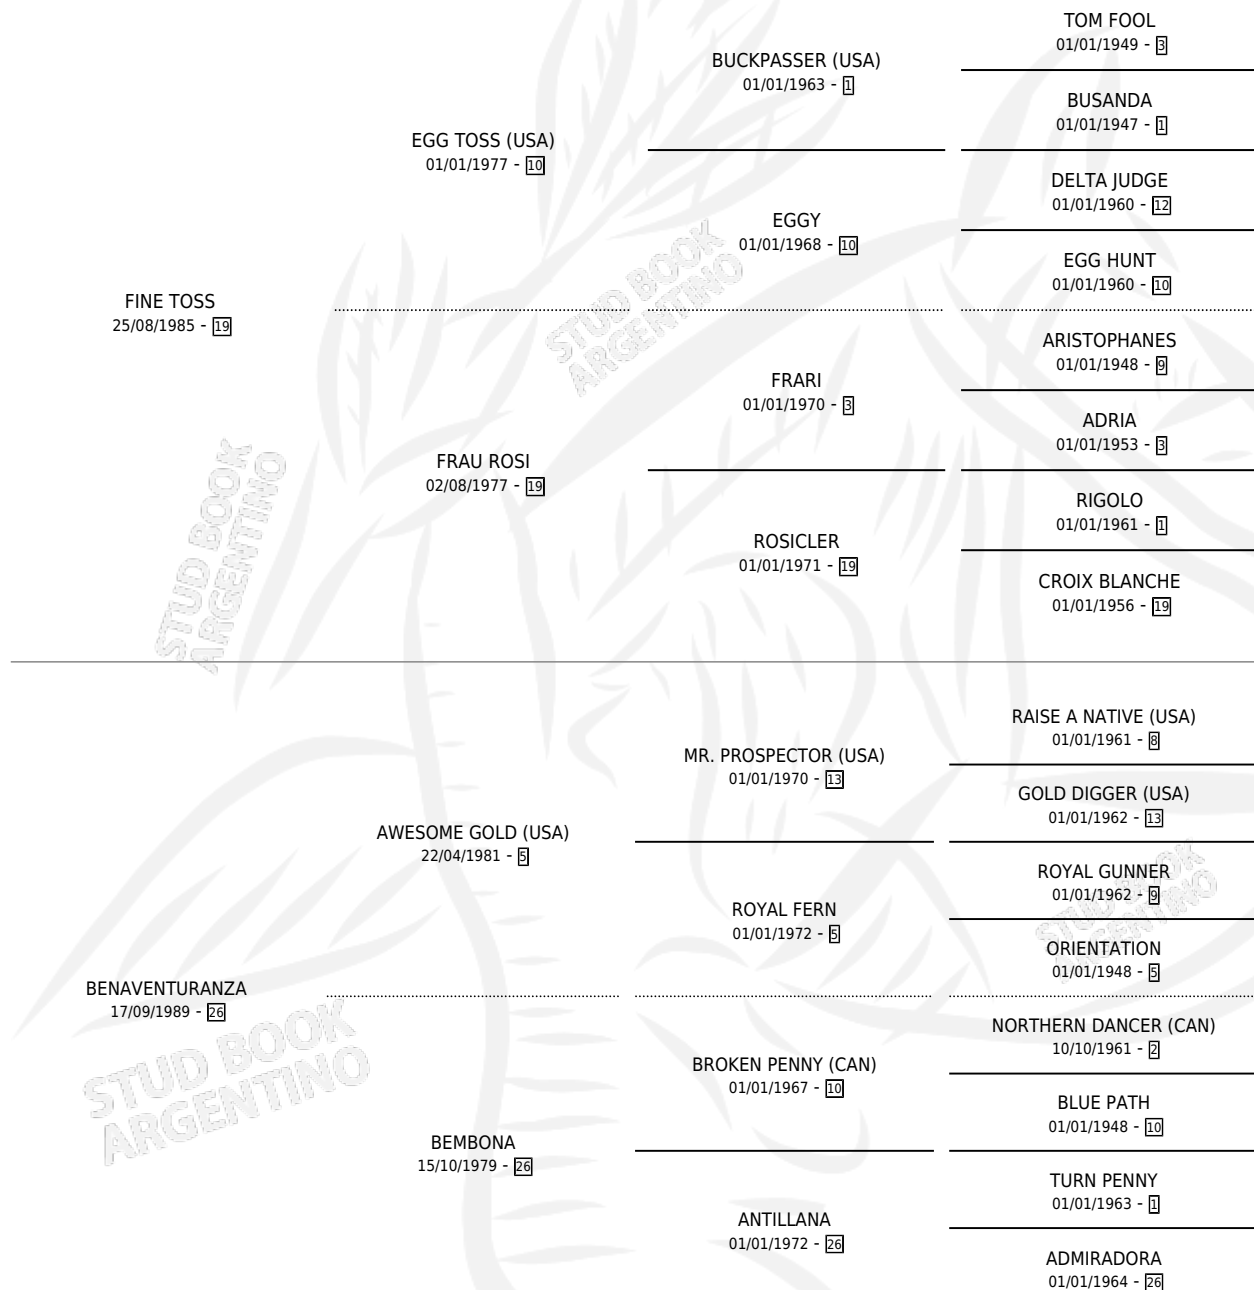 TOM FOOL
01/01/1949 - 3
BUCKPASSER (USA)
01/01/1963 - 1
BUSANDA
01/01/1947 - 1
EGG TOSS (USA)
01/01/1977 - 10
DELTA JUDGE
01/01/1960 - 12
EGGY
01/01/1968 - 10
EGG HUNT
01/01/1960 - 10
FINE TOSS
25/08/1985 - 19
ARISTOPHANES
01/01/1948 - 9
FRARI
01/01/1970 - 3
ADRIA
01/01/1953 - 3
FRAU ROSI
02/08/1977 - 19
RIGOLO
01/01/1961 - 1
ROSICLER
01/01/1971 - 19
CROIX BLANCHE
01/01/1956 - 19
RAISE A NATIVE (USA)
01/01/1961 - 8
MR. PROSPECTOR (USA)
01/01/1970 - 13
GOLD DIGGER (USA)
01/01/1962 - 13
AWESOME GOLD (USA)
22/04/1981 - 5
ROYAL GUNNER
01/01/1962 - 9
ROYAL FERN
01/01/1972 - 5
ORIENTATION
01/01/1948 - 5
BENAVENTURANZA
17/09/1989 - 26
NORTHERN DANCER (CAN)
10/10/1961 - 2
BROKEN PENNY (CAN)
01/01/1967 - 10
BLUE PATH
01/01/1948 - 10
BEMBONA
15/10/1979 - 26
TURN PENNY
01/01/1963 - 1
ANTILLANA
01/01/1972 - 26
ADMIRADORA
01/01/1964 - 26
STUD BOOK
ARGENTINO
STUD BOOK
ARGENTINO
STUD BOOK
ARGENTINO
STUD BOOK
ARGENTINO